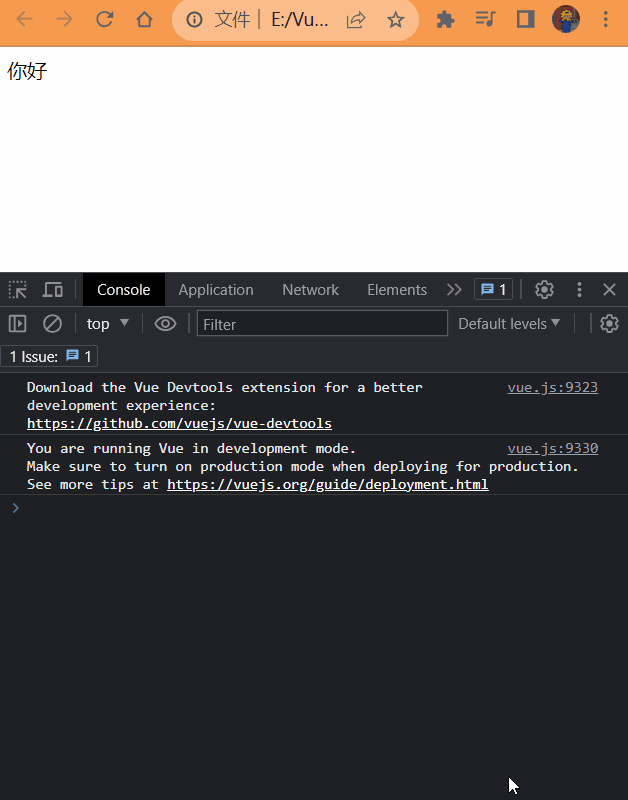 文件 E:/Vu...
你好
Console Application Network Elements 1
top Filter Default levels
1 Issue: 1
Download the Vue Devtools extension for a better vue.js:9323
development experience:
https://github.com/vuejs/vue-devtools
You are running Vue in development mode. vue.js:9330
Make sure to turn on production mode when deploying for production.
See more tips at https://vuejs.org/guide/deployment.html